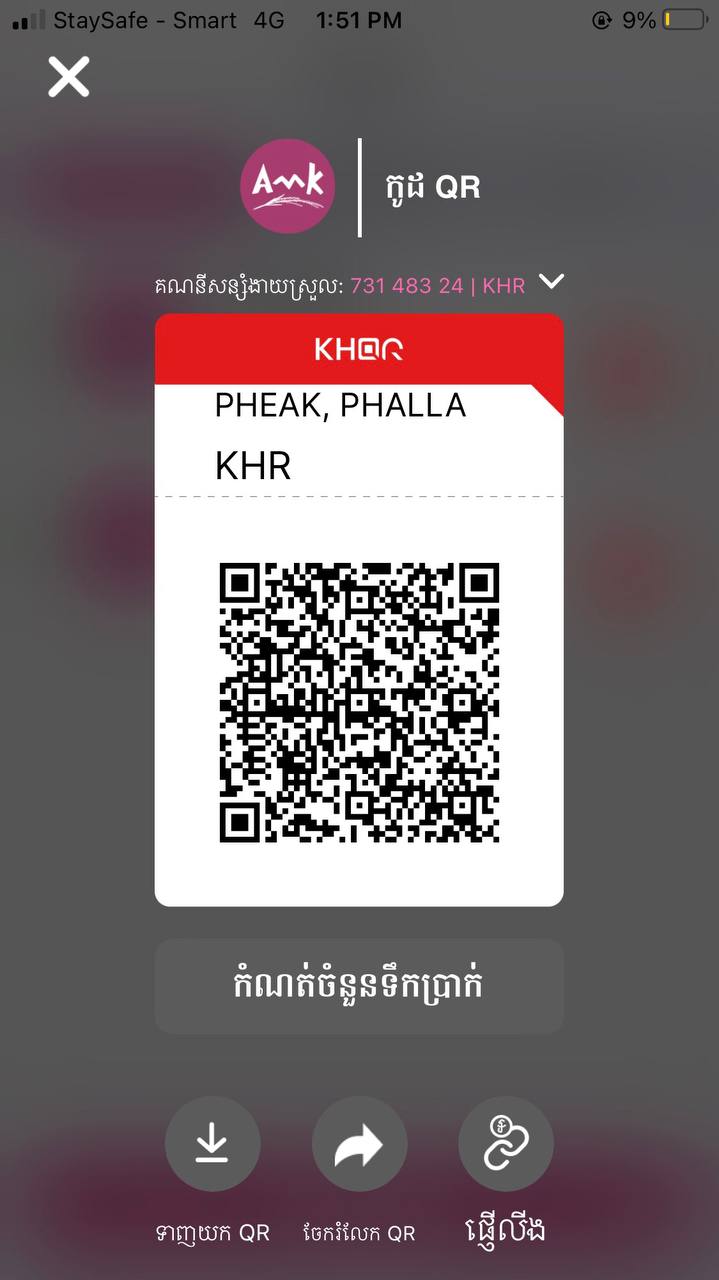 StaySafe - Smart 4G 1:51 PM 9%
Amk
កូដ QR
គណនីសន្សំងាយស្រួល: 731 483 24 | KHR
KHQR
PHEAK, PHALLA
KHR
កំណត់ចំនួនទឹកប្រាក់
ទាញយក QR
ចែករំលែក QR
ផ្ញើលីង